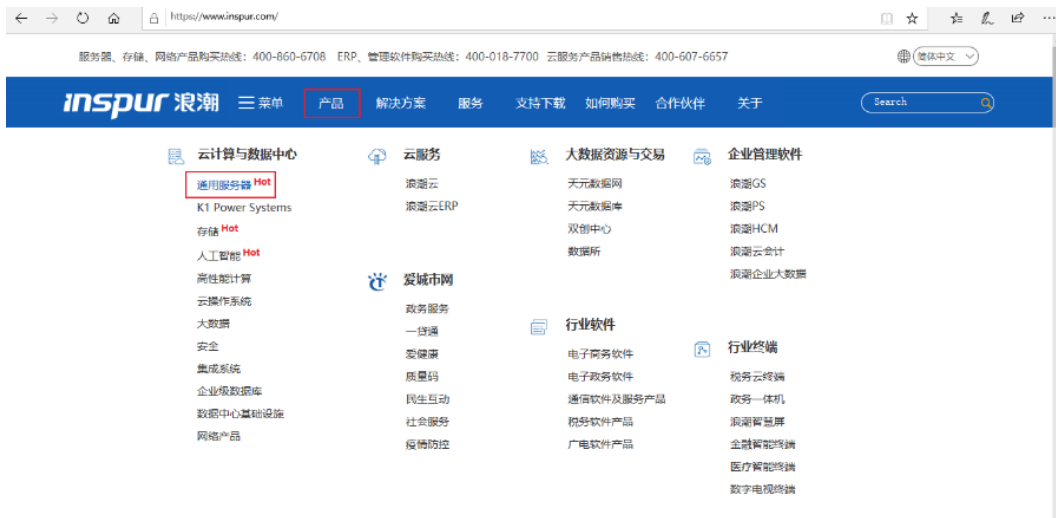 https://www.inspur.com/
服务器、存储、网络产品购买热线：400-860-6708 ERP、管理软件购买热线：400-018-7700 云服务产品销售热线：400-607-6657
简体中文
inspur 浪潮 菜单 产品 解决方案 服务 支持下载 如何购买 合作伙伴 关于 Search
云计算与数据中心
通用服务器 Hot
K1 Power Systems
存储 Hot
人工智能 Hot
高性能计算
云操作系统
大数据
安全
集成系统
企业级数据库
数据中心基础设施
网络产品
云服务
浪潮云
浪潮云ERP
爱城市网
政务服务
一贷通
爱健康
质量码
民生互动
社会服务
疫情防控
大数据资源与交易
天元数据网
天元数据库
双创中心
数据所
行业软件
电子商务软件
电子政务软件
通信软件及服务产品
税务软件产品
广电软件产品
企业管理软件
浪潮GS
浪潮PS
浪潮HCM
浪潮云会计
浪潮企业大数据
行业终端
税务云终端
政务一体机
浪潮智慧屏
金融智能终端
医疗智能终端
数字电视终端